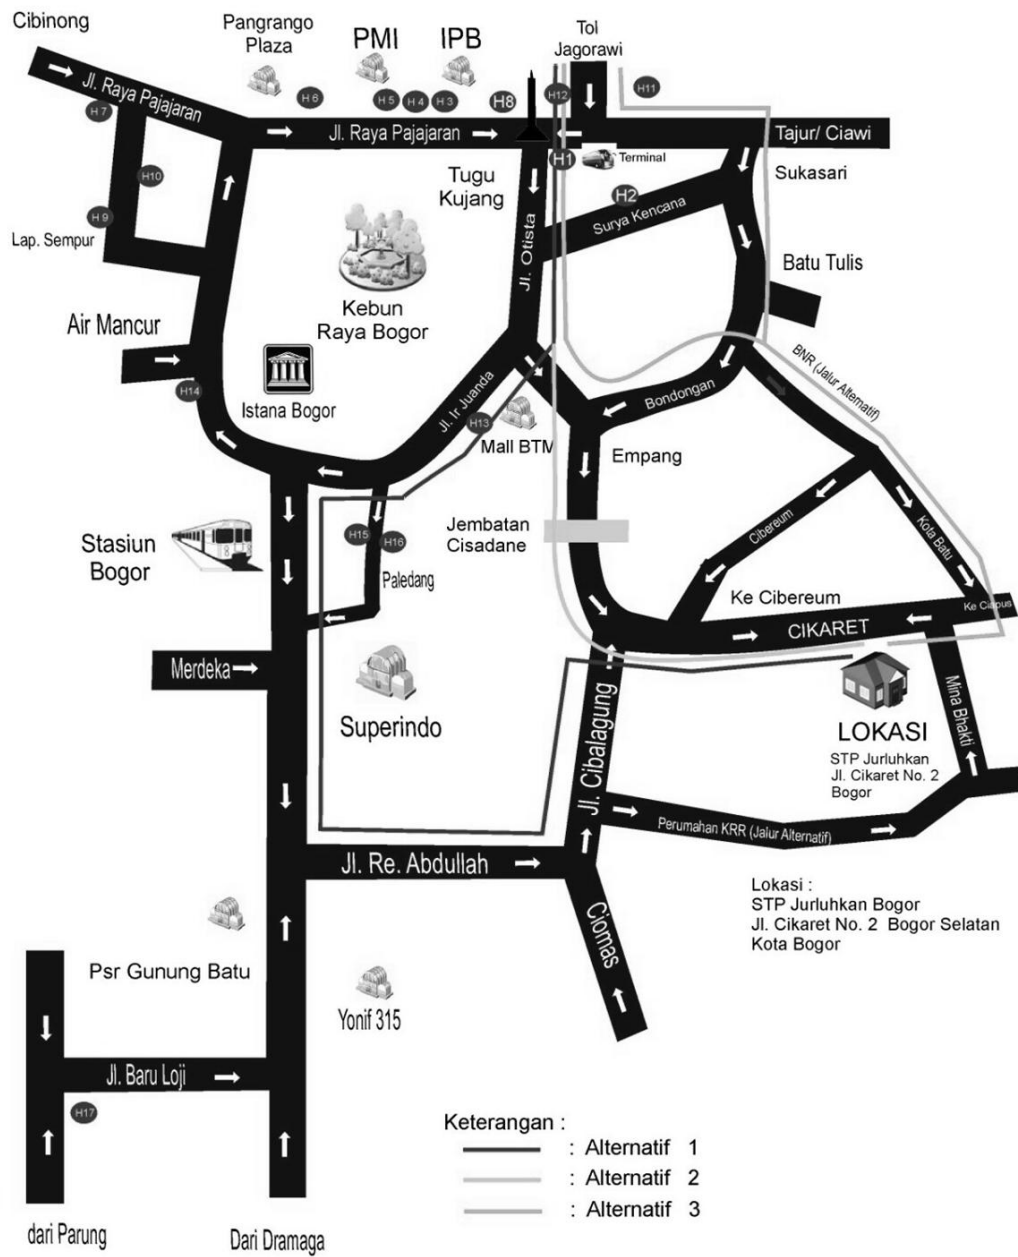 Cibinong
Pangrango
Plaza
PMI
IPB
Tol
Jagorawi
Jl. Raya Pajajaran
H 7
H 6
H 5
H 4
H 3
H8
H12
H11
Jl. Raya Pajajaran
Tajur/ Ciawi
H10
Tugu
Kujang
H1
Terminal
Sukasari
H2
Surya Kencana
H 9
Lap. Sempur
Jl. Otista
Batu Tulis
Kebun
Raya Bogor
Air Mancur
Istana Bogor
H14
Jl. Ir Juanda
H13
Mall BTM
Bondongan
BNR (Jalur Alternatif)
Empang
Stasiun
Bogor
H15
H16
Paledang
Jembatan
Cisadane
Cibereum
Kota Batu
Ke Cibereum
Ke Ciapus
CIKARET
Merdeka
Superindo
Jl. Cibalagung
LOKASI
STP Jurluhkan
Jl. Cikaret No. 2
Bogor
Mina Bhakti
Perumahan KRR (Jalur Alternatif)
Jl. Re. Abdullah
Ciomas
Lokasi :
STP Jurluhkan Bogor
Jl. Cikaret No. 2 Bogor Selatan
Kota Bogor
Psr Gunung Batu
Yonif 315
Jl. Baru Loji
H17
Keterangan :
: Alternatif 1
: Alternatif 2
: Alternatif 3
dari Parung
Dari Dramaga